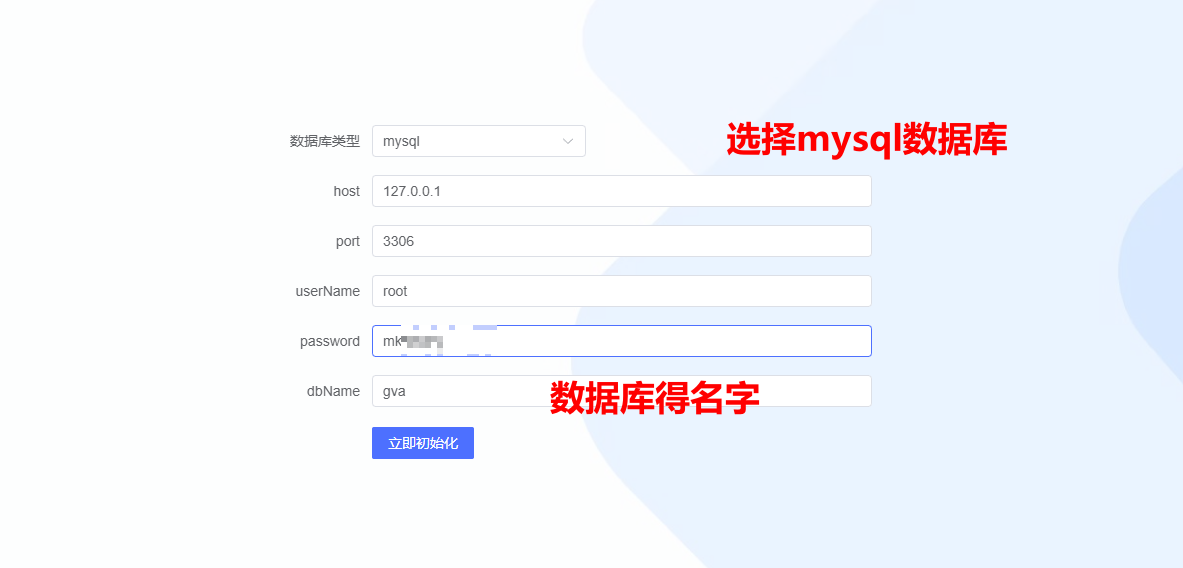 数据库类型 mysql 选择mysql数据库
host 127.0.0.1
port 3306
userName root
password mk
dbName gva 数据库得名字
立即初始化